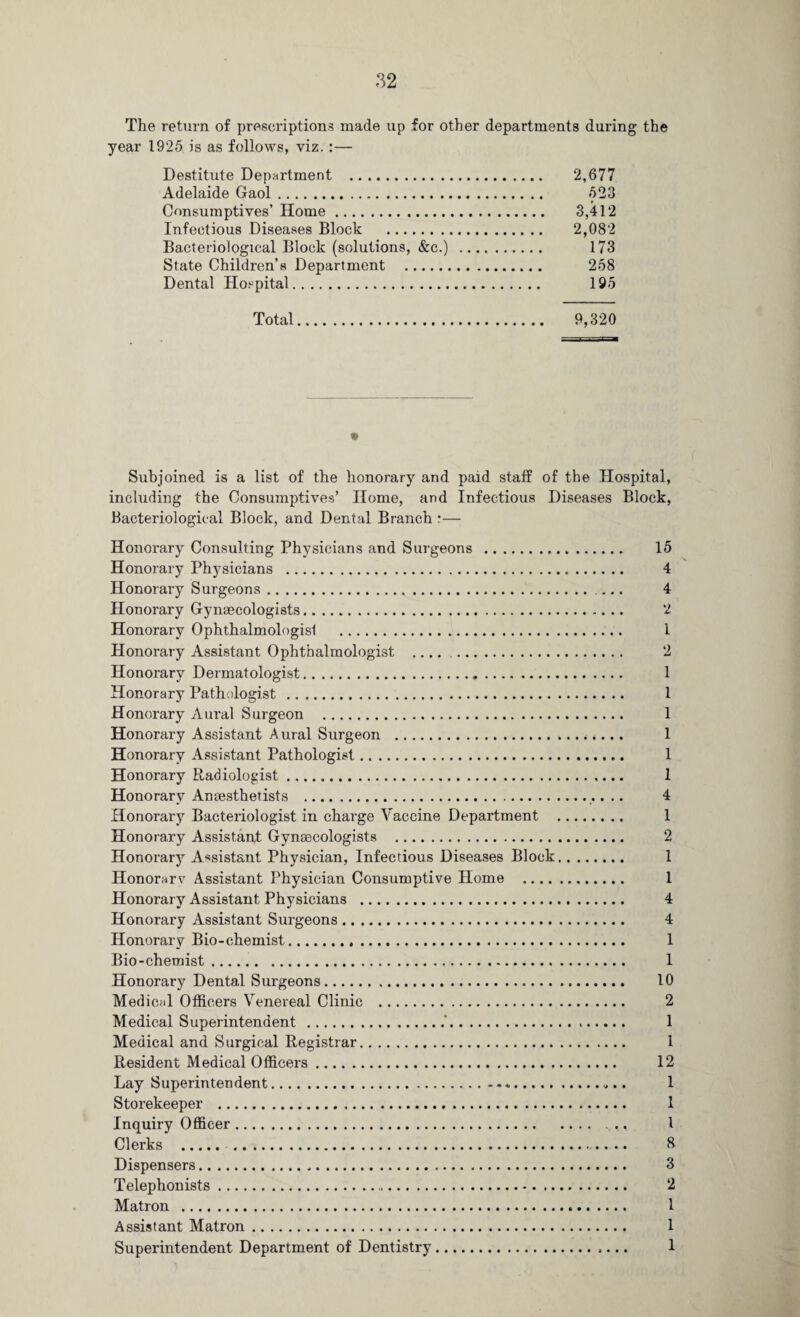 32
The return of prescriptions made up for other departments during the
year 1925 is as follows, viz. :—
Destitute Department .......................... 2,677
Adelaide Gaol .................................. 523
Consumptives' Home ........................... 3,412
Infectious Diseases Block ...................... 2,082
Bacteriological Block (solutions, &c.) ........... 173
State Children's Department ................... 258
Dental Hospital................................ 195
Total................................ 9,320
Subjoined is a list of the honorary and paid staff of the Hospital,
including the Consumptives' Home, and Infectious Diseases Block,
Bacteriological Block, and Dental Branch :—
Honorary Consulting Physicians and Surgeons .................. 15
Honorary Physicians .......................................... 4
Honorary Surgeons ............................................ 4
Honorary Gynæcologists........................................ 2
Honorary Ophthalmologist ..................................... 1
Honorary Assistant Ophthalmologist ........................... 2
Honorary Dermatologist........................................ 1
Honorary Pathologist ......................................... 1
Honorary Aural Surgeon ....................................... 1
Honorary Assistant Aural Surgeon ............................. 1
Honorary Assistant Pathologist ............................... 1
Honorary Radiologist ......................................... 1
Honorary Anæsthetists ........................................ 4
Honorary Bacteriologist in charge Vaccine Department ......... 1
Honorary Assistant Gynæcologists ............................. 2
Honorary Assistant Physician, Infectious Diseases Block......... 1
Honorary Assistant Physician Consumptive Home ................ 1
Honorary Assistant Physicians ................................ 4
Honorary Assistant Surgeons .................................. 4
Honorary Bio-chemist.......................................... 1
Bio-chemist .................................................. 1
Honorary Dental Surgeons...................................... 10
Medical Officers Venereal Clinic ............................. 2
Medical Superintendent ....................................... 1
Medical and Surgical Registrar................................ 1
Resident Medical Officers .................................... 12
Lay Superintendent............................................ 1
Storekeeper .................................................. 1
Inquiry Officer .............................................. 1
Clerks ....................................................... 8
Dispensers.................................................... 3
Telephonists ................................................. 2
Matron ....................................................... 1
Assistant Matron ............................................. 1
Superintendent Department of Dentistry........................ 1